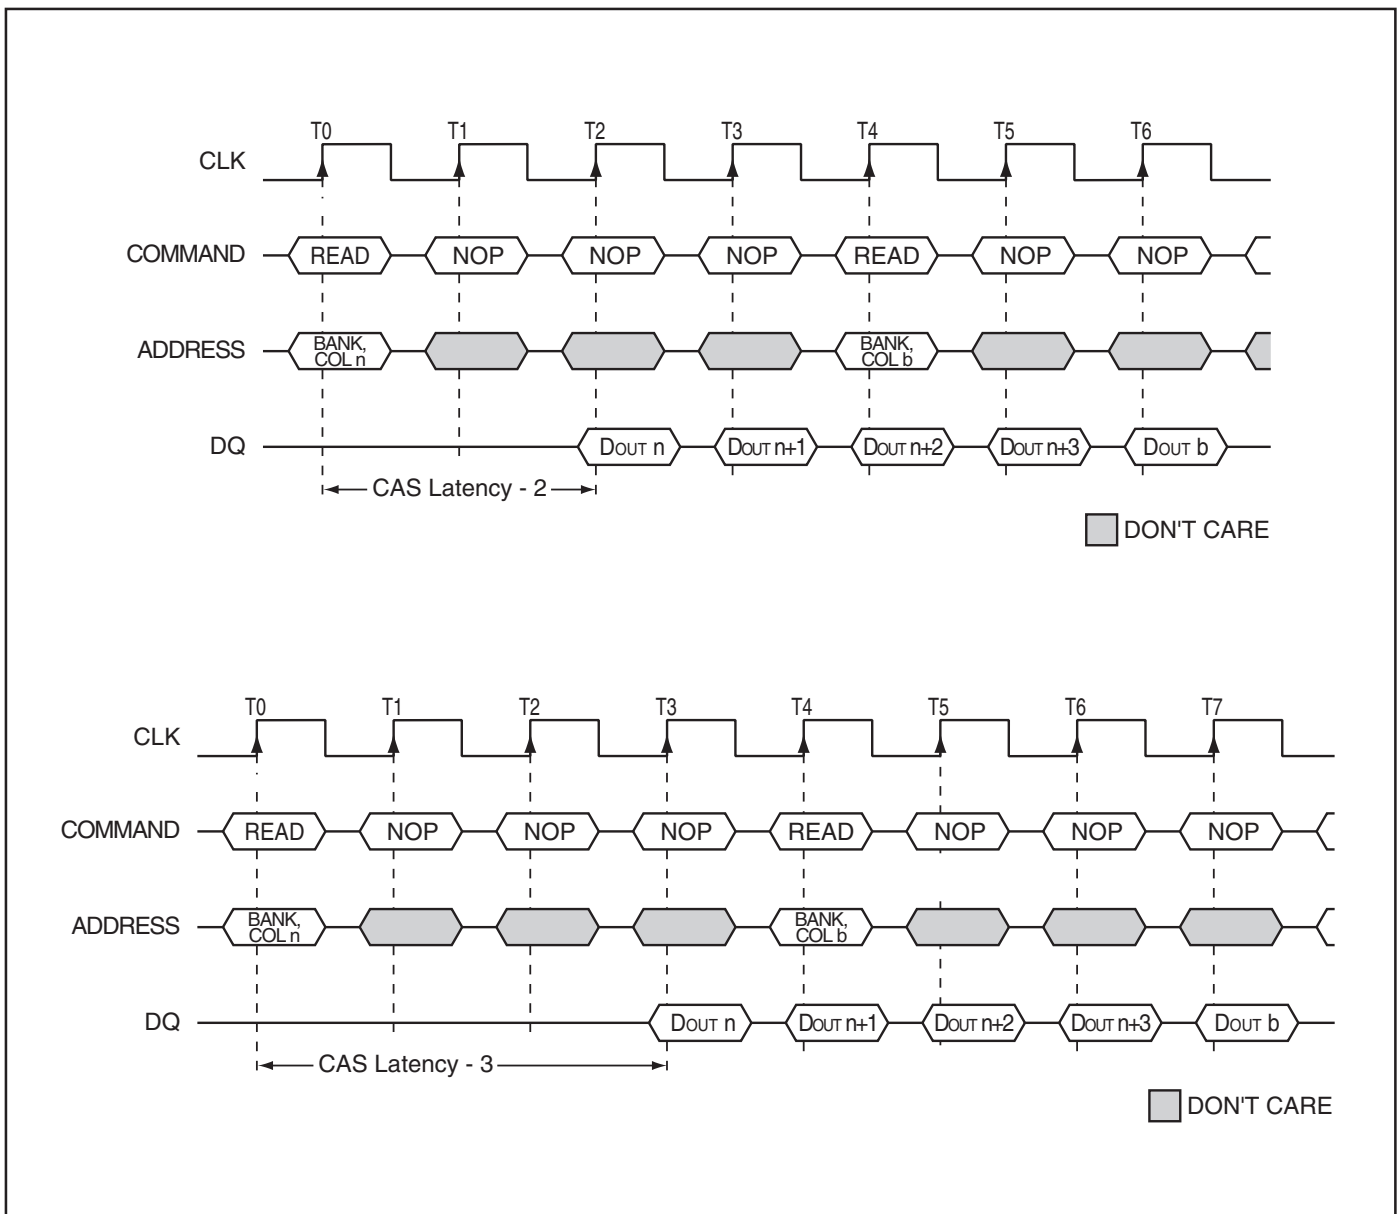 T0 T1 T2 T3 T4 T5 T6
CLK
COMMAND READ NOP NOP NOP READ NOP NOP
ADDRESS BANK, COL n BANK, COL b
DQ DOUT n DOUT n+1 DOUT n+2 DOUT n+3 DOUT b
CAS Latency - 2
DON'T CARE
T0 T1 T2 T3 T4 T5 T6 T7
CLK
COMMAND READ NOP NOP NOP READ NOP NOP NOP
ADDRESS BANK, COL n BANK, COL b
DQ DOUT n DOUT n+1 DOUT n+2 DOUT n+3 DOUT b
CAS Latency - 3
DON'T CARE